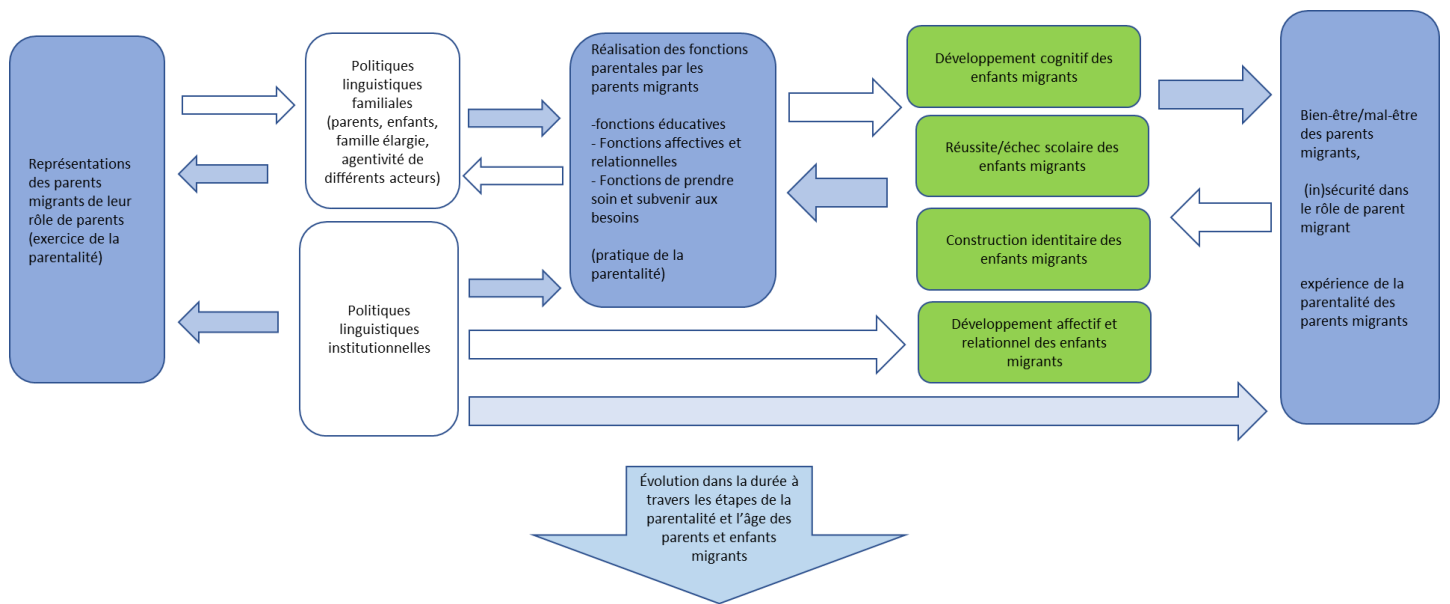 Représentations
des parents
migrants de leur
rôle de parents
(exercice de la
parentalité)
Politiques
linguistiques
familiales
(parents, enfants,
famille élargie,
agentivité de
différents acteurs)
Politiques
linguistiques
institutionnelles
Réalisation des fonctions
parentales par les
parents migrants
-fonctions éducatives
- Fonctions affectives et
relationnelles
- Fonctions de prendre
soin et subvenir aux
besoins
(pratique de la
parentalité)
Développement cognitif des
enfants migrants
Réussite/échec scolaire des
enfants migrants
Construction identitaire des
enfants migrants
Développement affectif et
relationnel des enfants
migrants
Bien-être/mal-être
des parents
migrants,
(in)sécurité dans
le rôle de parent
migrant
expérience de la
parentalité des
parents migrants
Évolution dans la durée à
travers les étapes de la
parentalité et l’âge des
parents et enfants
migrants